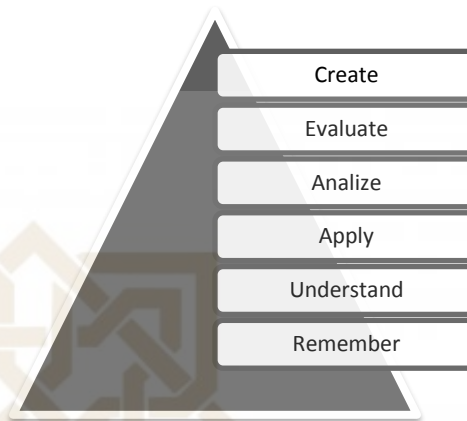 Create
Evaluate
Analize
Apply
Understand
Remember